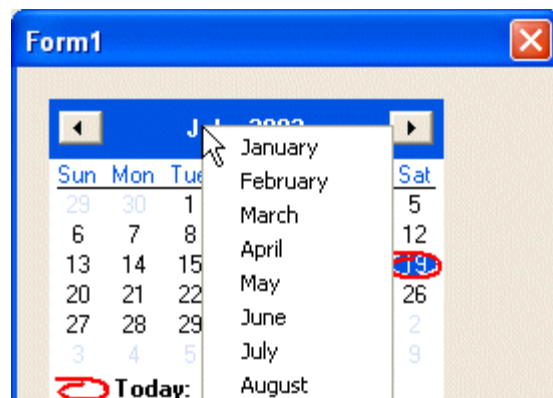 Form1
January
February
March
April
May
June
July
August
Sun Mon Tue Sat
29 30 1 5
6 7 8 12
13 14 15 19
20 21 22 26
27 28 29 2
3 4 5 9
Today: